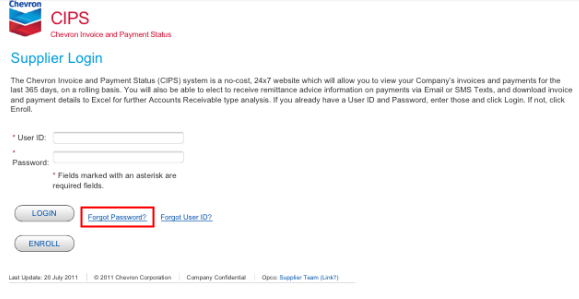 Chevron
CIPS
Chevron Invoice and Payment Status
Supplier Login
The Chevron Invoice and Payment Status (CIPS) system is a no-cost, 24x7 website which will allow you to view your Company's invoices and payments for the
last 365 days, on a rolling basis. You will also be able to elect to receive remittance advice information on payments via Email or SMS Texts, and download invoice
and payment details to Excel for further Accounts Receivable type analysis. If you already have a User ID and Password, enter those and click Login. If not, click
Enroll.
* User ID:
*
Password:
* Fields marked with an asterisk are
required fields.
LOGIN Forgot Password? Forgot User ID?
ENROLL
Last Update: 20 July 2011 © 2011 Chevron Corporation Company Confidential Opco: Supplier Team (Link?)